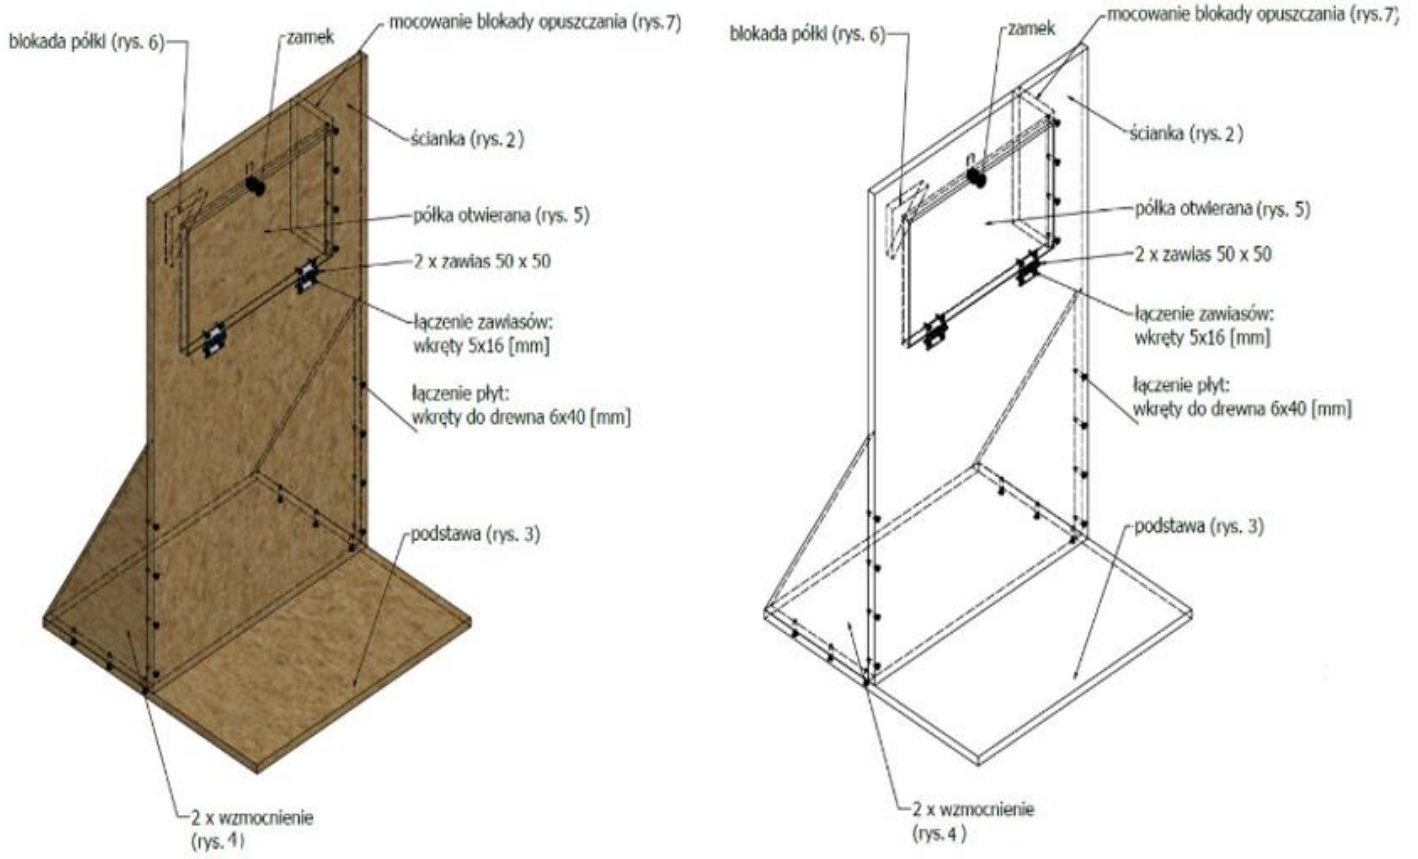 mocowanie blokady opuszczania (rys. 7)
blokada półki (rys. 6)
zamek
ścianka (rys. 2)
półka otwierana (rys. 5)
2 x zawias 50 x 50
łączenie zawiasów:
wkręty 5x16 [mm]
łączenie płyt:
wkręty do drewna 6x40 [mm]
podstawa (rys. 3)
2 x wzmocnienie
(rys. 4)
mocowanie blokady opuszczania (rys. 7)
blokada półki (rys. 6)
zamek
ścianka (rys. 2)
półka otwierana (rys. 5)
2 x zawias 50 x 50
łączenie zawiasów:
wkręty 5x16 [mm]
łączenie płyt:
wkręty do drewna 6x40 [mm]
podstawa (rys. 3)
2 x wzmocnienie
(rys. 4)